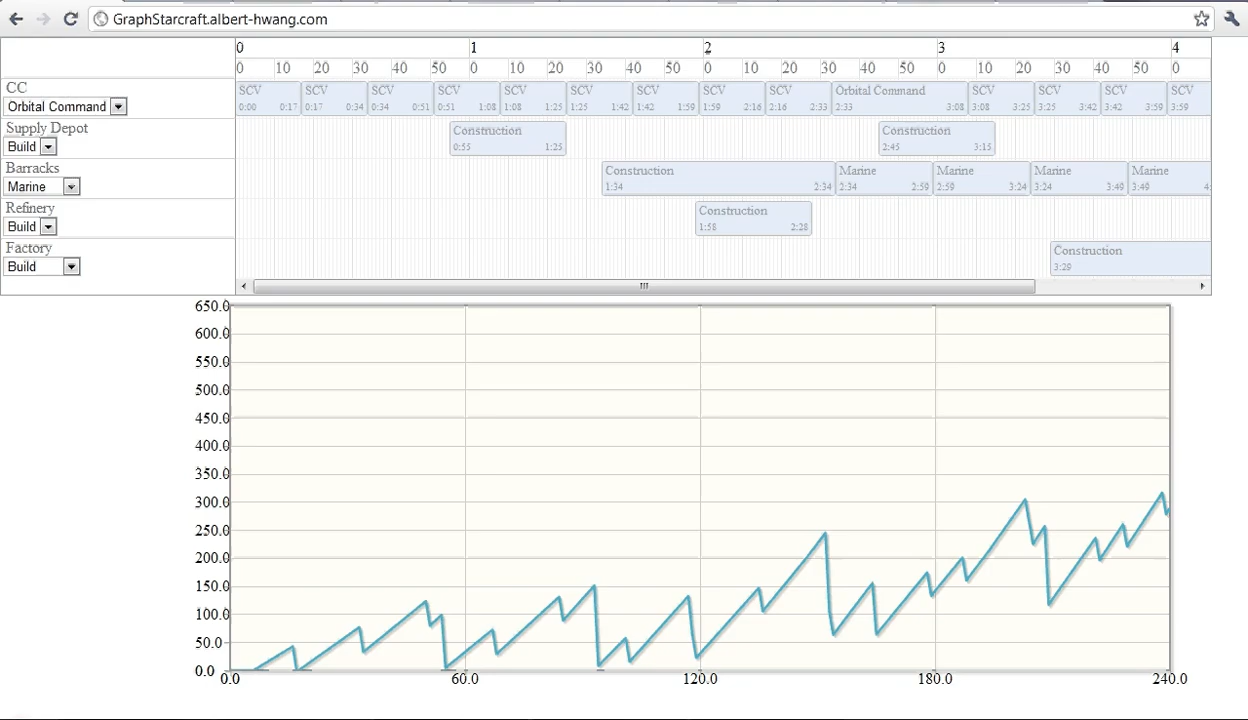 GraphStarcraft.albert-hwang.com
0 1 2 3 4
0 10 20 30 40 50 0 10 20 30 40 50 0 10 20 30 40 50 0 10 20 30 40 50 0
CC
Orbital Command
SCV SCV SCV SCV SCV SCV SCV SCV SCV Orbital Command SCV SCV SCV SCV
0:00 0:17 0:17 0:34 0:34 0:51 0:51 1:08 1:08 1:25 1:25 1:42 1:42 1:59 1:59 2:16 2:16 2:33 2:33 3:08 3:08 3:25 3:25 3:42 3:42 3:59 3:59
Supply Depot
Build
Construction Construction
0:55 1:25 2:45 3:15
Barracks
Marine
Construction Marine Marine Marine Marine
1:34 2:34 2:34 2:59 2:59 3:24 3:24 3:49 3:49 4:
Refinery
Build
Construction
1:58 2:28
Factory
Build
Construction
3:29
650.0
600.0
550.0
500.0
450.0
400.0
350.0
300.0
250.0
200.0
150.0
100.0
50.0
0.0
0.0 60.0 120.0 180.0 240.0